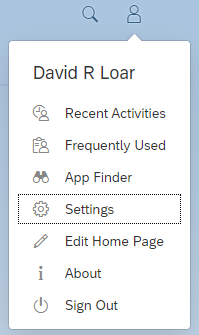 David R Loar
Recent Activities
Frequently Used
App Finder
Settings
Edit Home Page
About
Sign Out